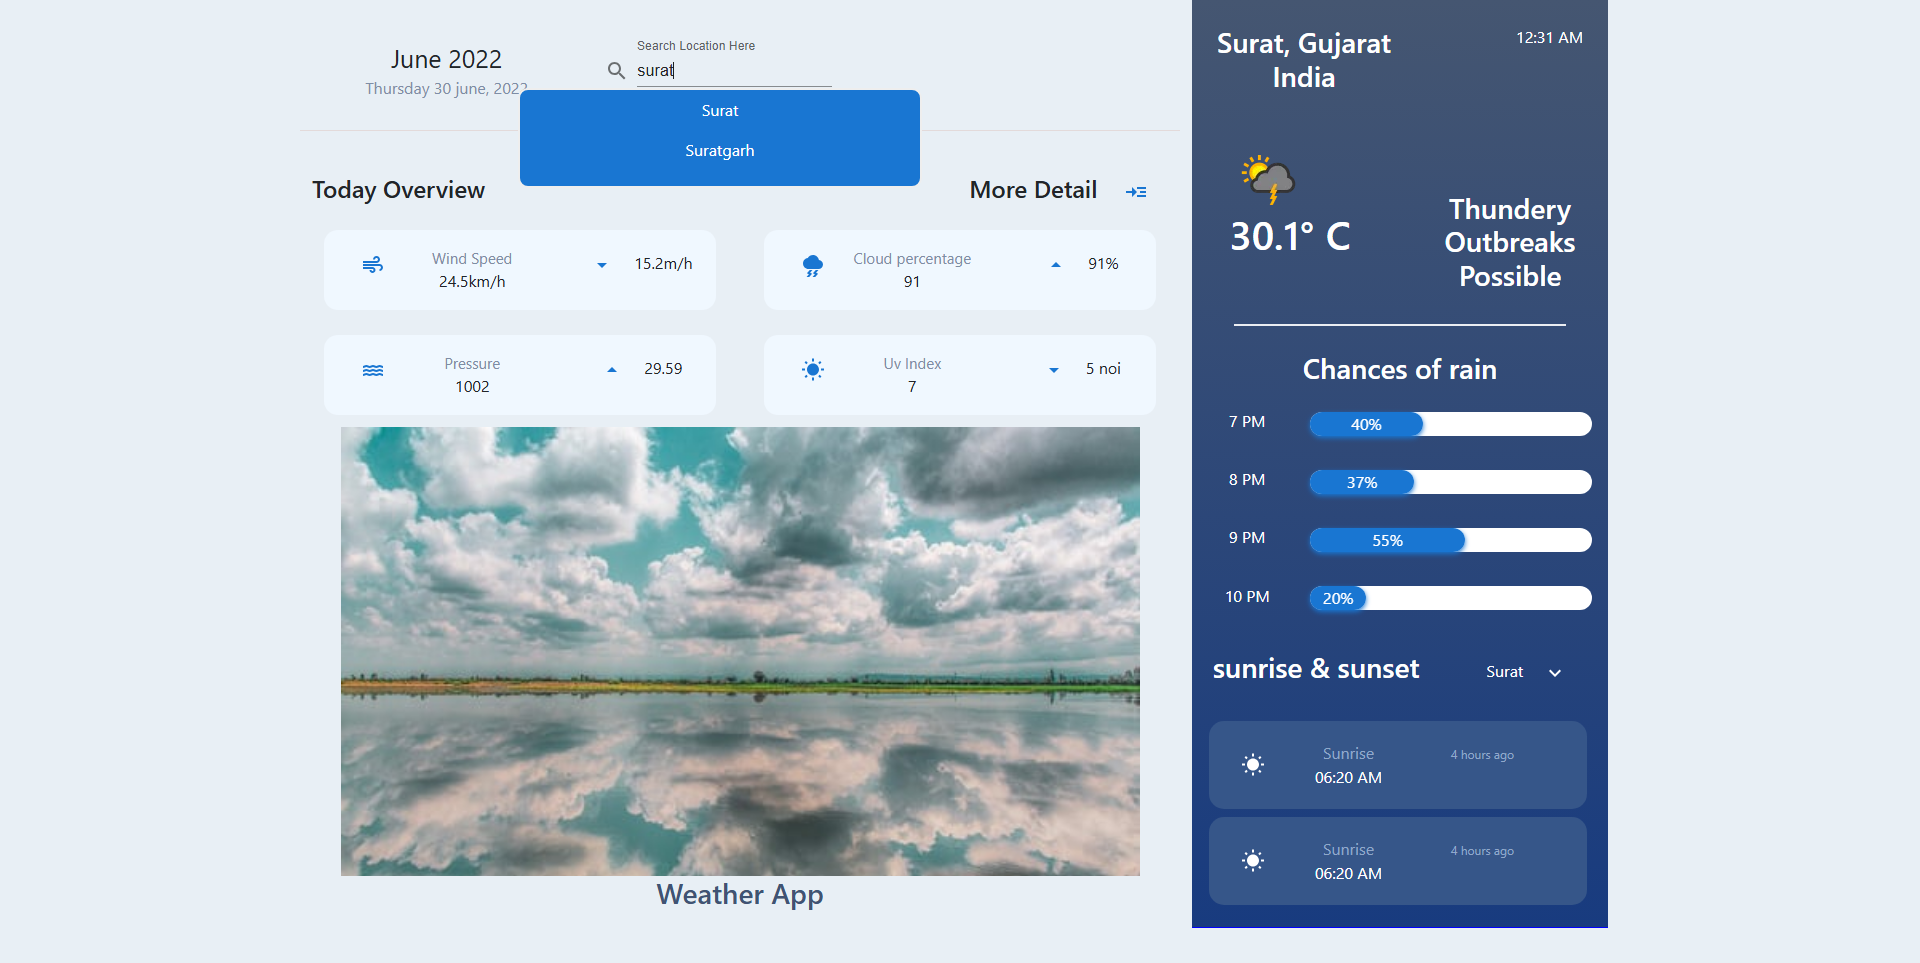 June 2022
Thursday 30 june, 2022
Search Location Here
surat
Surat
Suratgarh
Today Overview
More Detail
Wind Speed
24.5km/h
15.2m/h
Cloud percentage
91
91%
Pressure
1002
29.59
Uv Index
7
5 noi
Weather App
Surat, Gujarat
India
12:31 AM
30.1° C
Thundery
Outbreaks
Possible
Chances of rain
7 PM
40%
8 PM
37%
9 PM
55%
10 PM
20%
sunrise & sunset
Surat
Sunrise
06:20 AM
4 hours ago
Sunrise
06:20 AM
4 hours ago